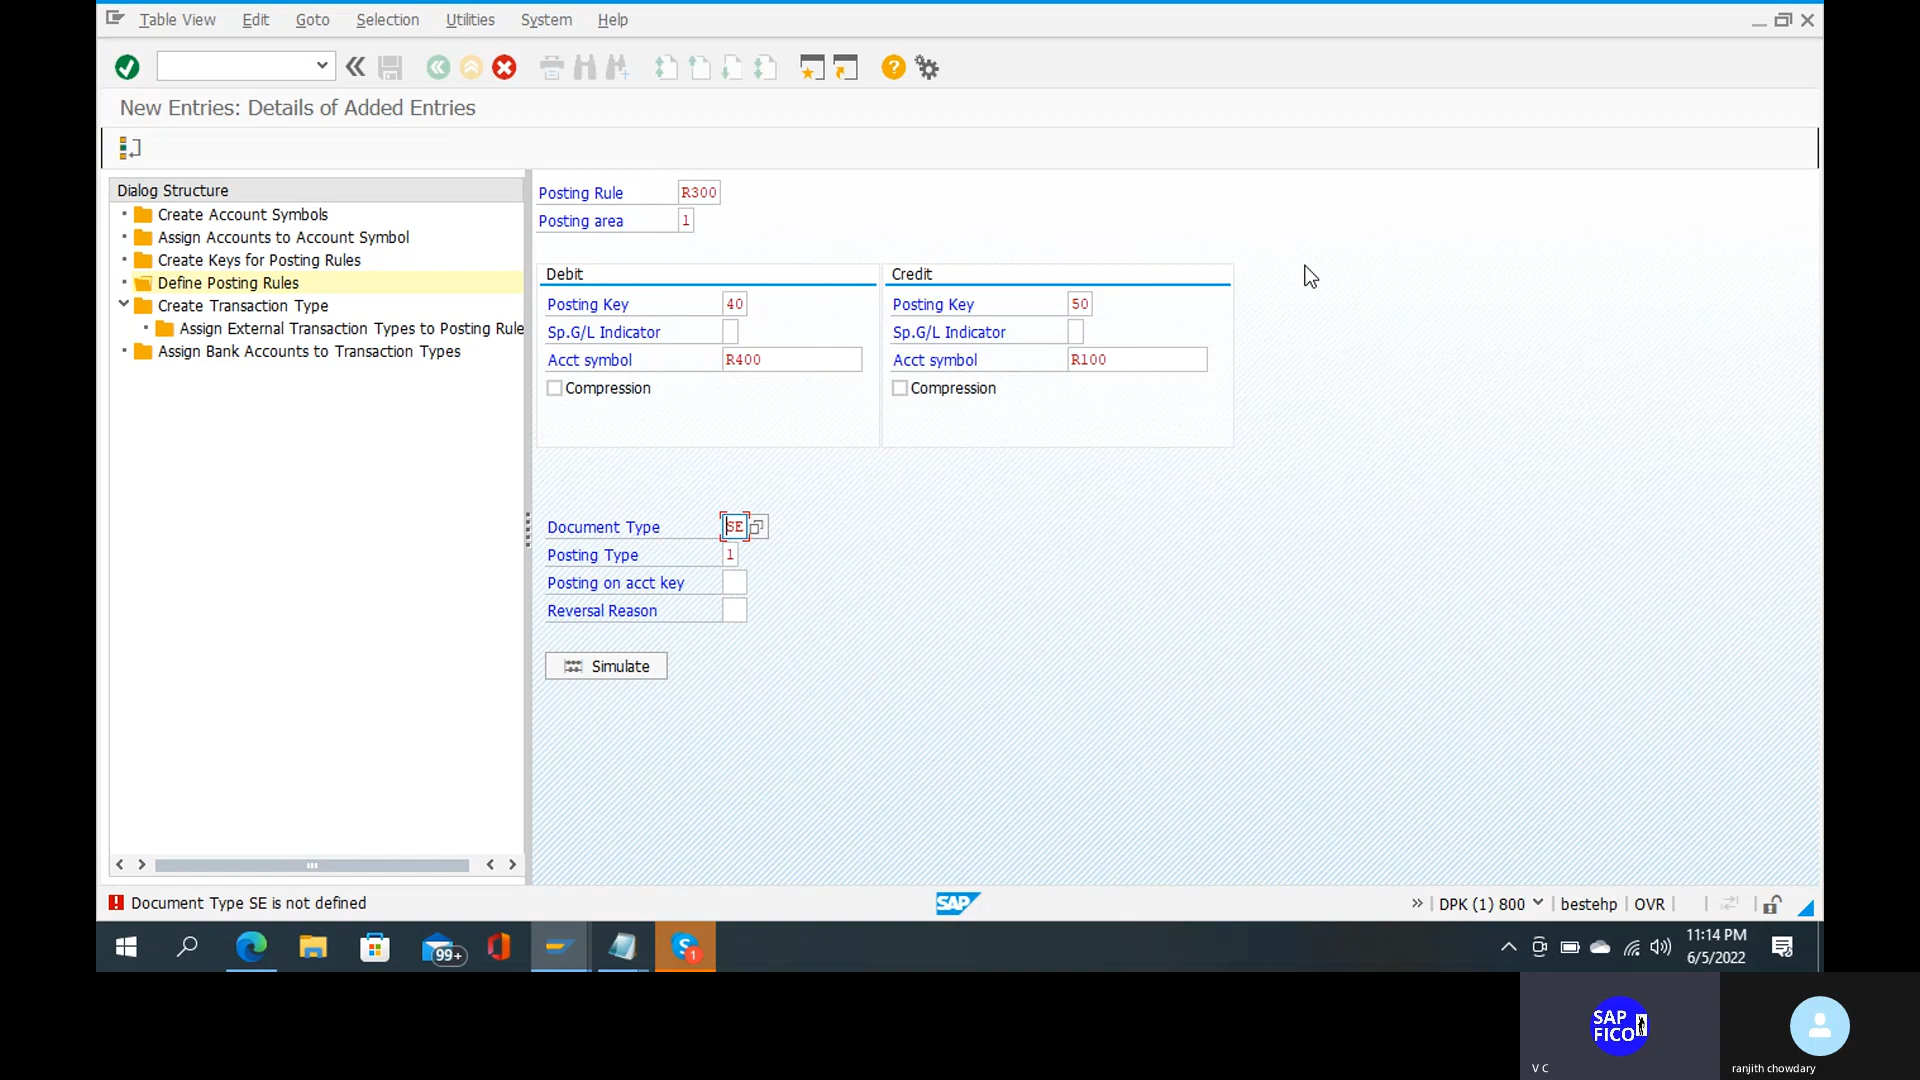 Table View Edit Goto Selection Utilities System Help
New Entries: Details of Added Entries
Dialog Structure
Create Account Symbols
Assign Accounts to Account Symbol
Create Keys for Posting Rules
Define Posting Rules
Create Transaction Type
Assign External Transaction Types to Posting Rule
Assign Bank Accounts to Transaction Types
Posting Rule R300
Posting area 1
Debit
Posting Key 40
Sp.G/L Indicator
Acct symbol R400
Compression
Credit
Posting Key 50
Sp.G/L Indicator
Acct symbol R100
Compression
Document Type SE
Posting Type 1
Posting on acct key
Reversal Reason
Simulate
Document Type SE is not defined
SAP
DPK (1) 800 bestehp OVR
99+
S 1
11:14 PM
6/5/2022
SAP
FICO
V C
ranjith chowdary